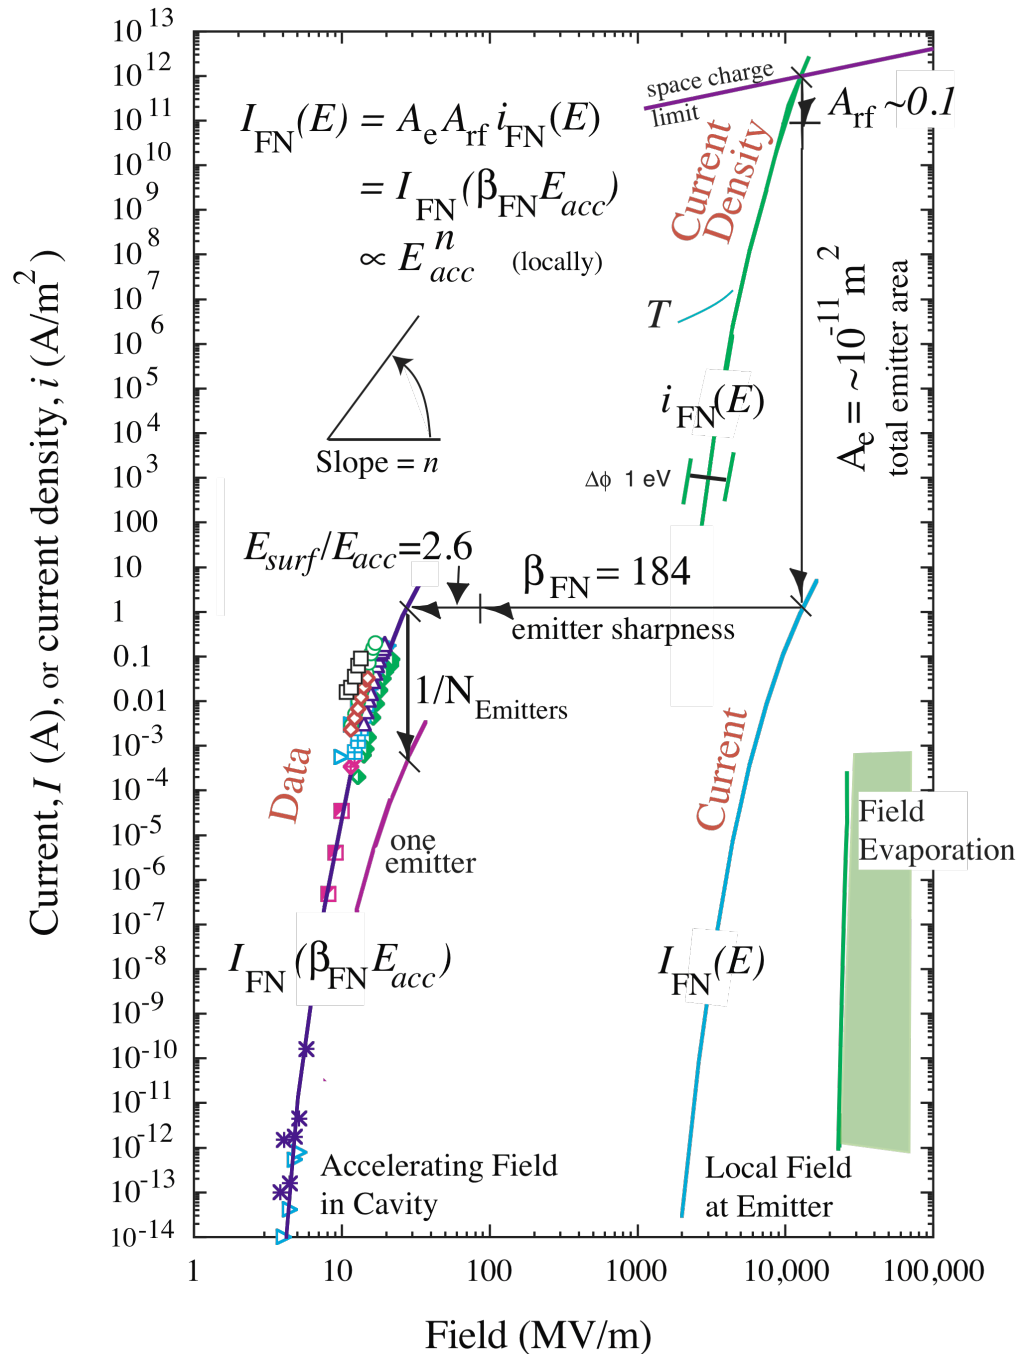 10^13
10^12
10^11
10^10
10^9
10^8
10^7
10^6
10^5
10^4
10^3
100
10
1
0.1
0.01
10^-3
10^-4
10^-5
10^-6
10^-7
10^-8
10^-9
10^-10
10^-11
10^-12
10^-13
10^-14
Current, I (A), or current density, i (A/m^2)
I_FN(E) = A_e A_rf i_FN(E)
= I_FN(β_FN E_acc)
∝ E_acc^n (locally)
Slope = n
space charge
limit
A_rf ~0.1
Current
Density
T
i_FN(E)
Δϕ 1 eV
A_e = ~10^-11 m^2
total emitter area
E_surf/E_acc=2.6
β_FN = 184
emitter sharpness
1/N_Emitters
Data
one
emitter
Current
Field
Evaporation
I_FN(β_FN E_acc)
I_FN(E)
Accelerating Field
in Cavity
Local Field
at Emitter
1 10 100 1000 10,000 100,000
Field (MV/m)